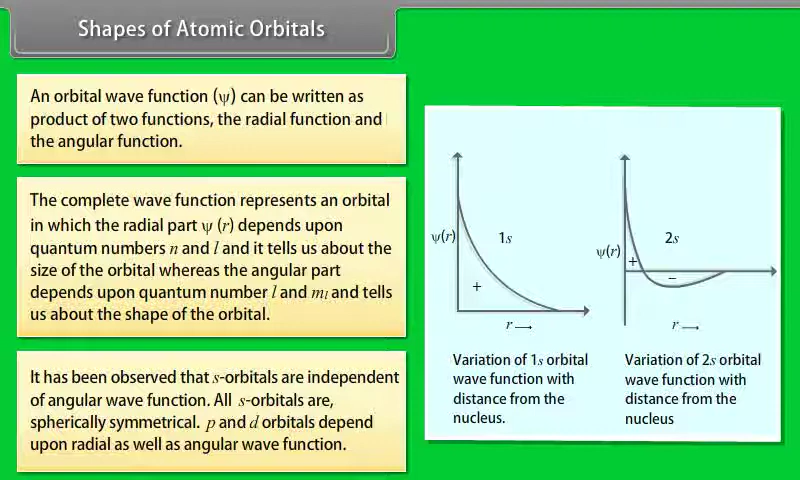 Shapes of Atomic Orbitals
An orbital wave function (ψ) can be written as
product of two functions, the radial function and
the angular function.
The complete wave function represents an orbital
in which the radial part ψ (r) depends upon
quantum numbers n and l and it tells us about the
size of the orbital whereas the angular part
depends upon quantum number l and mₗ and tells
us about the shape of the orbital.
It has been observed that s-orbitals are independent
of angular wave function. All s-orbitals are,
spherically symmetrical. p and d orbitals depend
upon radial as well as angular wave function.
ψ(r)
1s
+
r →
Variation of 1s orbital
wave function with
distance from the
nucleus.
ψ(r)
2s
+
−
r →
Variation of 2s orbital
wave function with
distance from the
nucleus